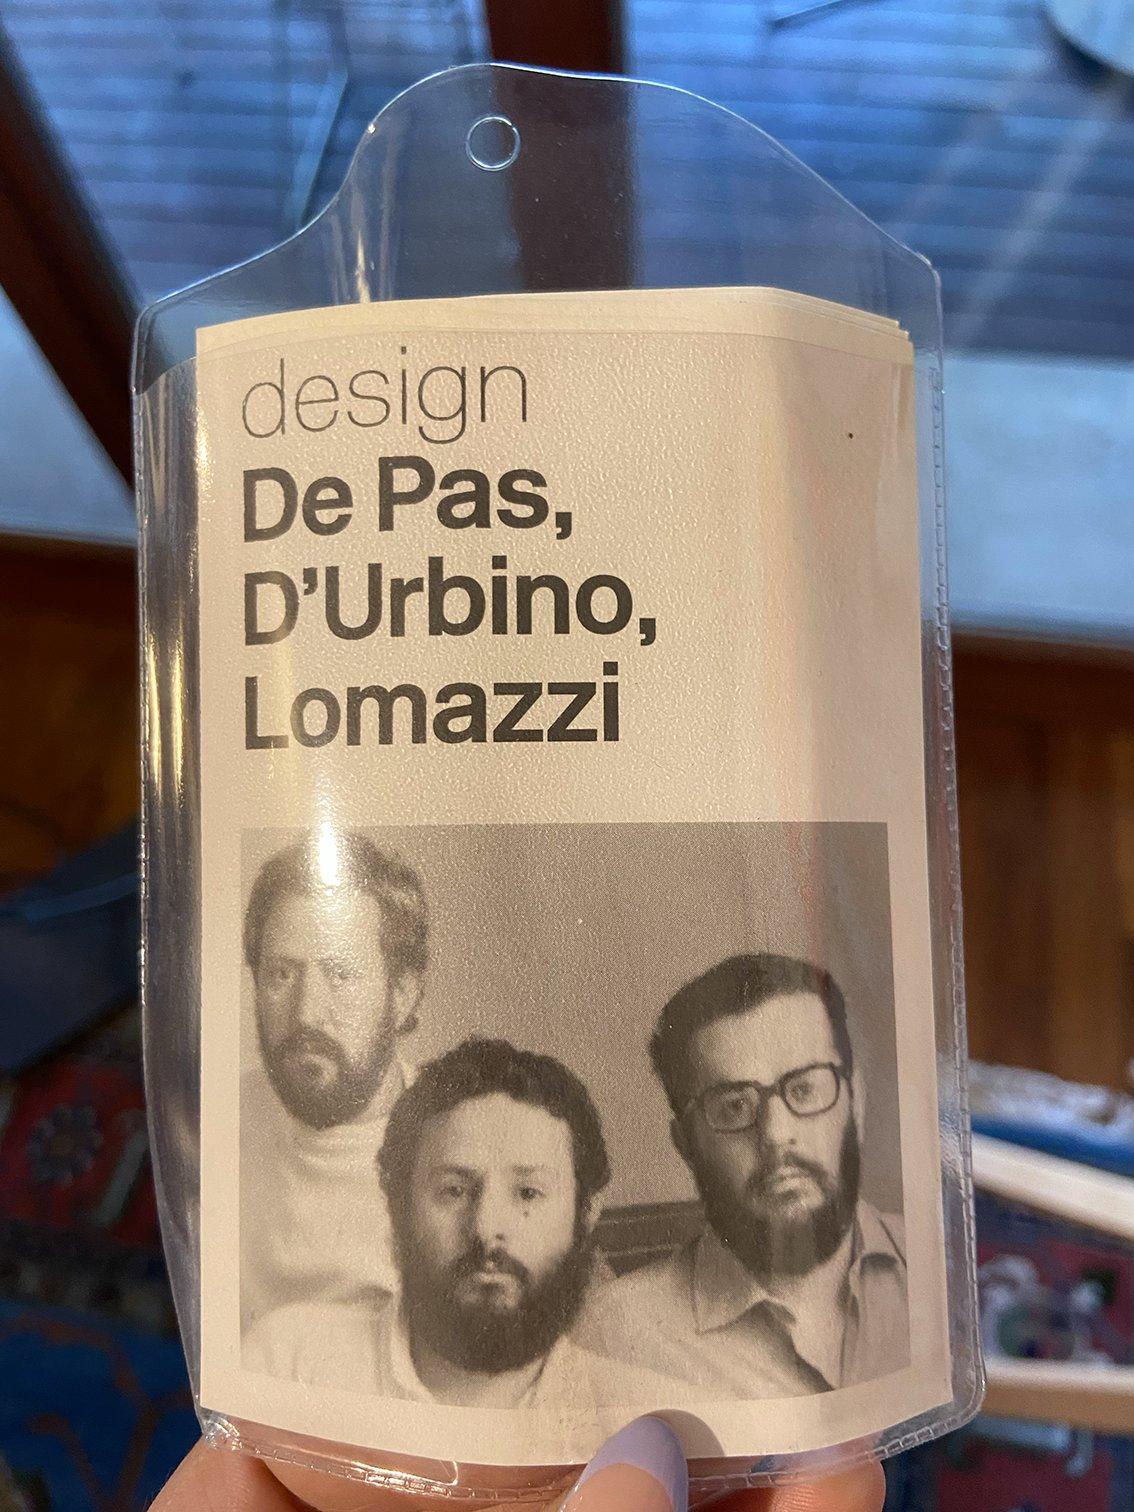 design
De Pas,
D'Urbino,
Lomazzi